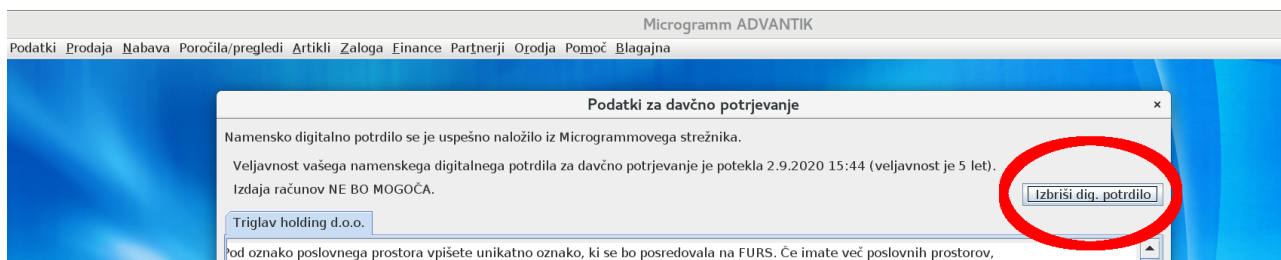 Microgramm ADVANTIK
Podatki Prodaja Nabava Poročila/pregledi Artikli Zaloga Finance Partnerji Orodja Pomoč Blagajna
Podatki za davčno potrjevanje ×
Namensko digitalno potrdilo se je uspešno naložilo iz Microgrammovega strežnika.
Veljavnost vašega namenskega digitalnega potrdila za davčno potrjevanje je potekla 2.9.2020 15:44 (veljavnost je 5 let).
Izdaja računov NE BO MOGOČA.
Izbriši dig. potrdilo
Triglav holding d.o.o.
Pod oznako poslovnega prostora vpišete unikatno oznako, ki se bo posredovala na FURS. Če imate več poslovnih prostorov,